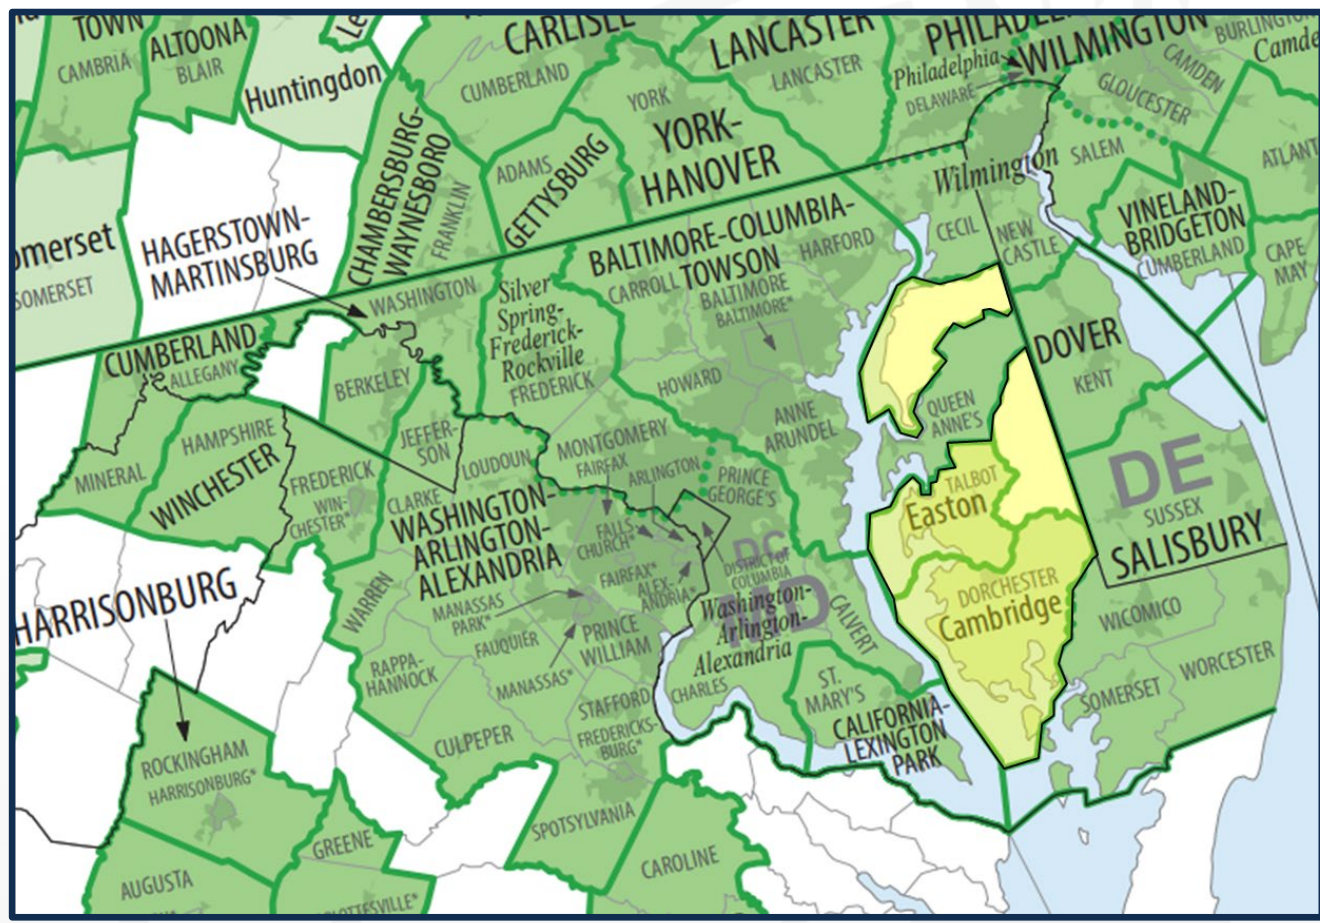 TOWN
CAMBRIA
ALTOONA
BLAIR
Le
Huntingdon
CARLISLE
CUMBERLAND
LANCASTER
LANCASTER
Philadelphia
DELAWARE
WILMINGTON
CAMDEN
GLOUCESTER
Camde
YORK
YORK-
HANOVER
ADAMS
GETTYSBURG
CHAMBERSBURG-
WAYNESBORO
FRANKLIN
Wilmington
SALEM
ATLANT
VINELAND-
BRIDGETON
CUMBERLAND
CAPE
MAY
omerset
SOMERSET
HAGERSTOWN-
MARTINSBURG
WASHINGTON
BALTIMORE-COLUMBIA-
TOWSON
CARROLL
HARFORD
BALTIMORE
BALTIMORE*
CECIL
NEW
CASTLE
Silver
Spring-
Frederick-
Rockville
FREDERICK
CUMBERLAND
ALLEGANY
BERKELEY
HOWARD
ANNE
ARUNDEL
QUEEN
ANNE'S
DOVER
KENT
MINERAL
HAMPSHIRE
WINCHESTER
FREDERICK
WIN-
CHESTER*
JEFFER-
SON
CLARKE
LOUDOUN
MONTGOMERY
FAIRFAX
ARLINGTON
PRINCE
GEORGE'S
TALBOT
Easton
DE
SUSSEX
SALISBURY
WASHINGTON-
ARLINGTON-
ALEXANDRIA
FALLS
CHURCH*
FAIRFAX*
ALEX-
ANDRIA*
DC
DISTRICT OF
COLUMBIA
MD
Washington-
Arlington-
Alexandria
CALVERT
DORCHESTER
Cambridge
WICOMICO
WORCESTER
SOMERSET
HARRISONBURG
WARREN
MANASSAS
PARK*
FAUQUIER
PRINCE
WILLIAM
MANASSAS*
RAPPA-
HANNOCK
STAFFORD
FREDERICKS-
BURG*
CHARLES
ST.
MARY'S
CALIFORNIA-
LEXINGTON
PARK
CULPEPER
ROCKINGHAM
HARRISONBURG*
SPOTSYLVANIA
GREENE
CAROLINE
AUGUSTA